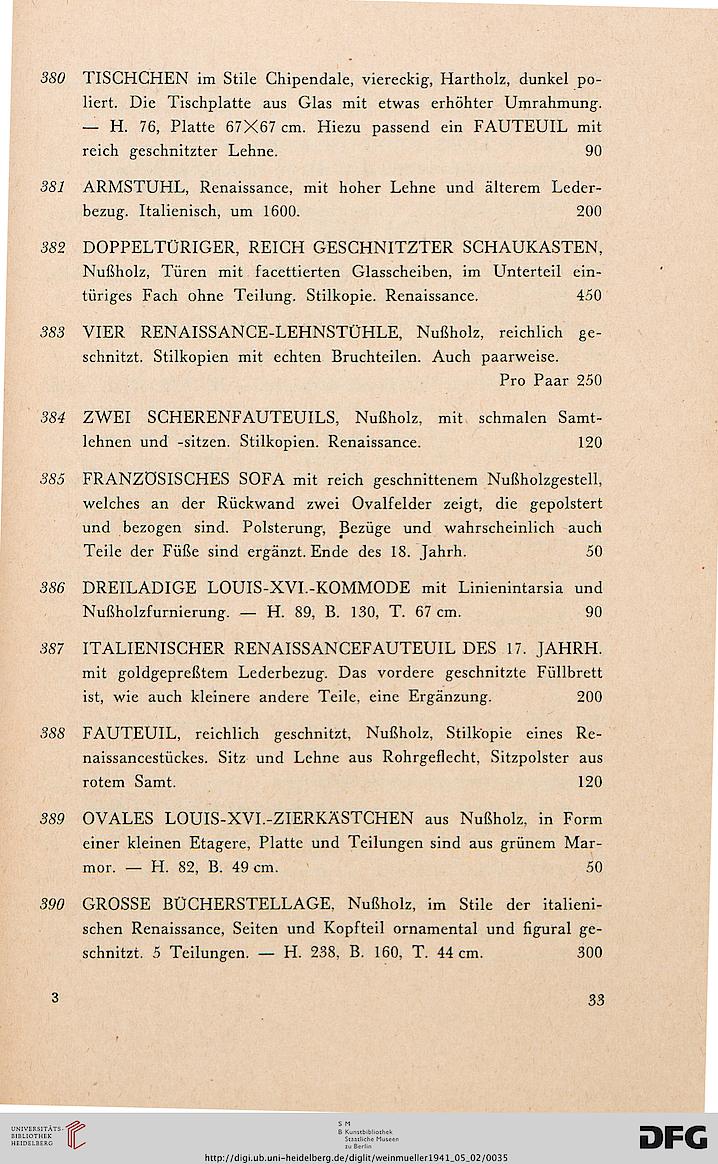 380 TISCHCHEN im Stile Chipendale, viereckig, Hartholz, dunkel po-
liert. Die Tischplatte aus Glas mit etwas erhöhter Umrahmung.
— H. 76, Platte 67×67 cm. Hiezu passend ein FAUTEUIL mit
reich geschnitzter Lehne. 90
381 ARMSTUHL, Renaissance, mit hoher Lehne und älterem Leder-
bezug. Italienisch, um 1600. 200
382 DOPPELTÜRIGER, REICH GESCHNITZTER SCHAUKASTEN,
Nußholz, Türen mit facettierten Glasscheiben, im Unterteil ein-
türiges Fach ohne Teilung. Stilkopie. Renaissance. 450
383 VIER RENAISSANCE-LEHNSTÜHLE, Nußholz, reichlich ge-
schnitzt. Stilkopien mit echten Bruchteilen. Auch paarweise.
Pro Paar 250
384 ZWEI SCHERENFAUTEUILS, Nußholz, mit schmalen Samt-
lehnen und -sitzen. Stilkopien. Renaissance. 120
385 FRANZÖSISCHES SOFA mit reich geschnittenem Nußholzgestell,
welches an der Rückwand zwei Ovalfelder zeigt, die gepolstert
und bezogen sind. Polsterung, Bezüge und wahrscheinlich auch
Teile der Füße sind ergänzt. Ende des 18. Jahrh. 50
386 DREILADIGE LOUIS-XVI.-KOMMODE mit Linienintarsia und
Nußholzfurnierung. — H. 89, B. 130, T. 67 cm. 90
387 ITALIENISCHER RENAISSANCEFAUTEUIL DES 17. JAHRH.
mit goldgepreßtem Lederbezug. Das vordere geschnitzte Füllbrett
ist, wie auch kleinere andere Teile, eine Ergänzung. 200
388 FAUTEUIL, reichlich geschnitzt, Nußholz, Stilkopie eines Re-
naissancestückes. Sitz und Lehne aus Rohrgeflecht, Sitzpolster aus
rotem Samt. 120
389 OVALES LOUIS-XVI.-ZIERKÄSTCHEN aus Nußholz, in Form
einer kleinen Etagere, Platte und Teilungen sind aus grünem Mar-
mor. — H. 82, B. 49 cm. 50
390 GROSSE BÜCHERSTELLAGE, Nußholz, im Stile der italieni-
schen Renaissance, Seiten und Kopfteil ornamental und figural ge-
schnitzt. 5 Teilungen. — H. 238, B. 160, T. 44 cm. 300
3 33
UNIVERSITÄTS-
BIBLIOTHEK
HEIDELBERG
S M
B Kunstbibliothek
Staatliche Museen
zu Berlin
DFG
http://digi.ub.uni-heidelberg.de/diglit/weinmueller1941_05_02/0035